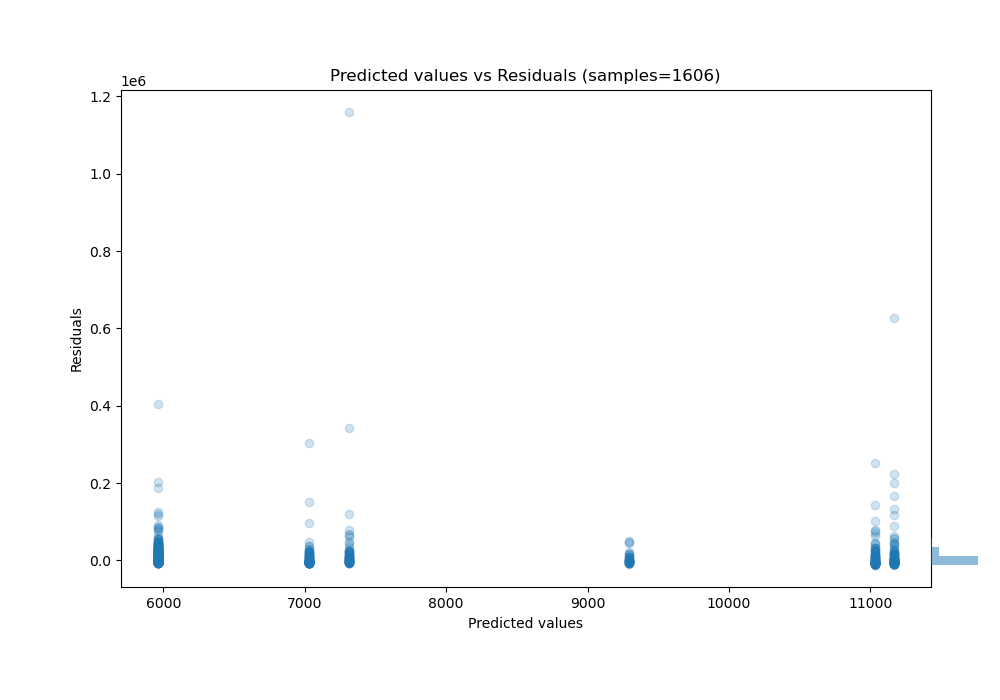 Predicted values vs Residuals (samples=1606)
1e6
1.2
1.0
0.8
0.6
0.4
0.2
0.0
Residuals
6000 7000 8000 9000 10000 11000
Predicted values